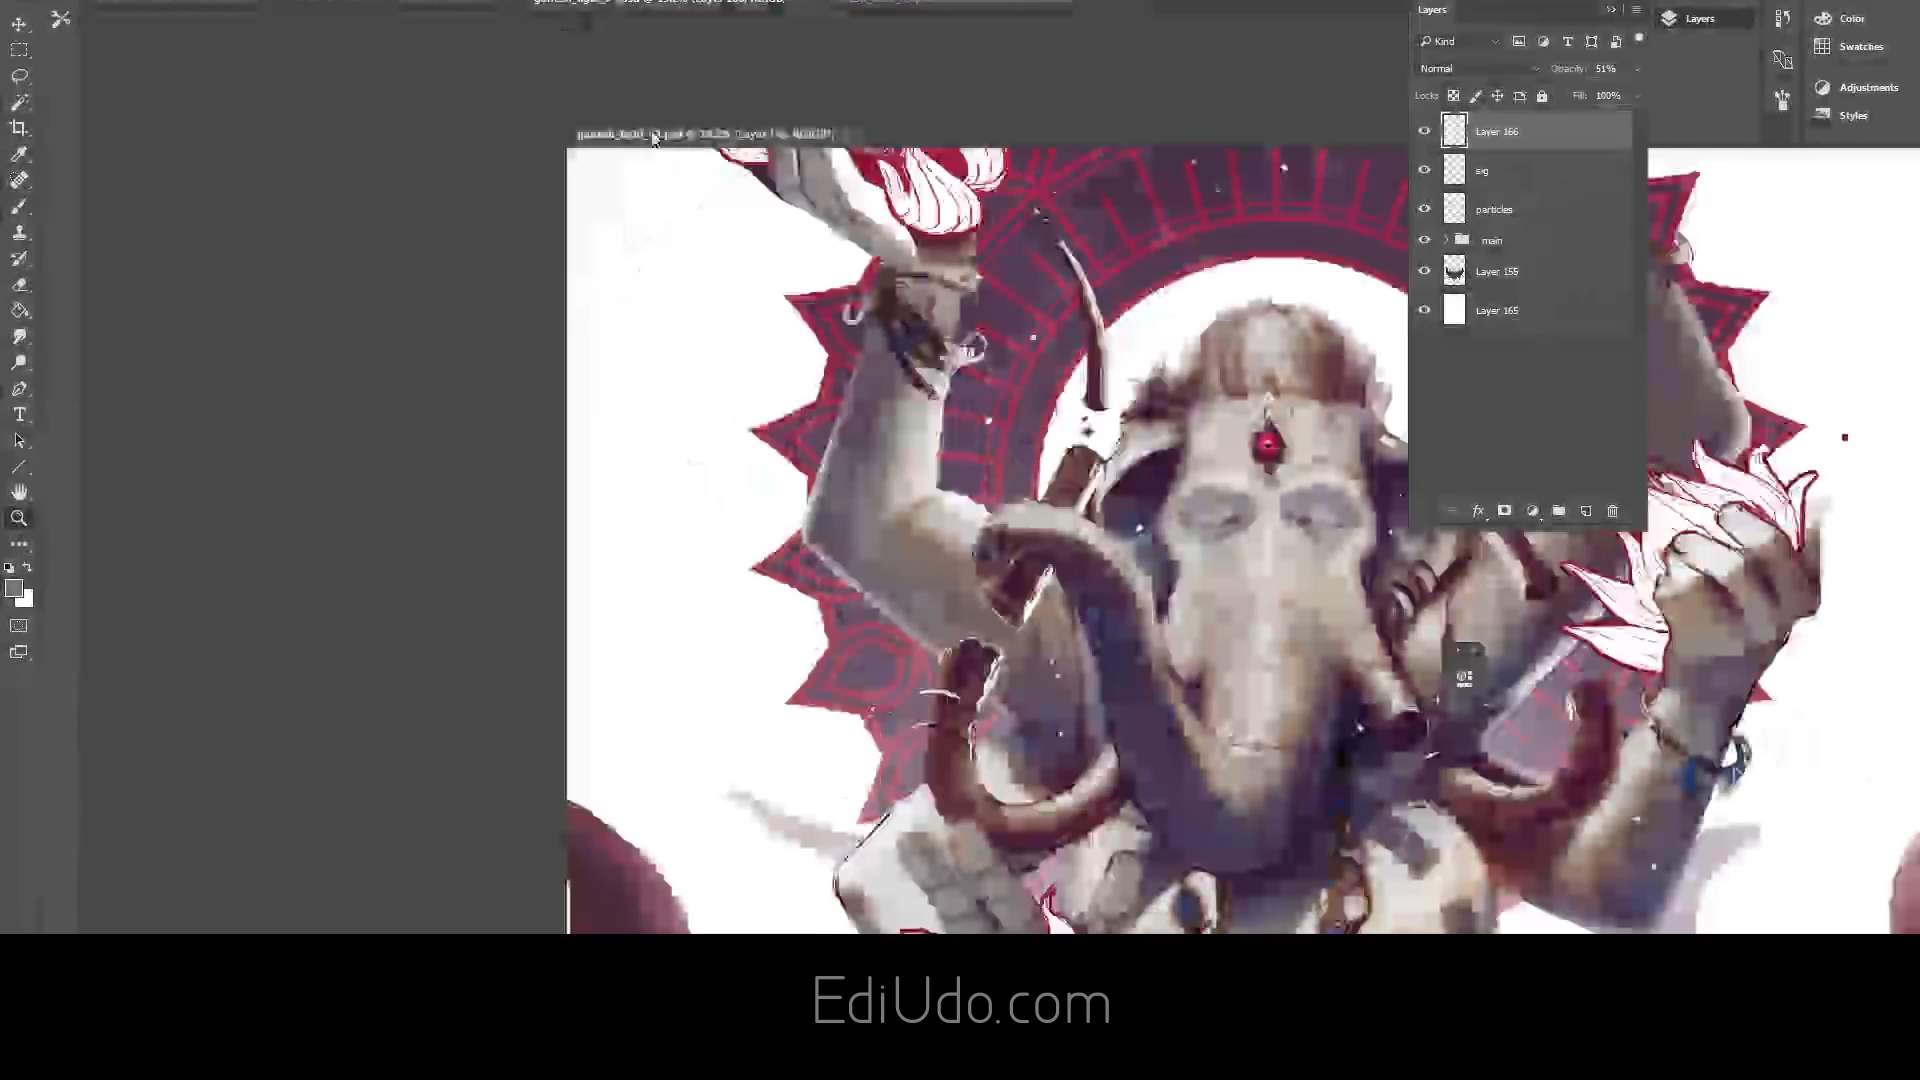 Layers
Layers
Color
Swatches
Adjustments
Styles
Kind
Normal
Opacity: 51%
Locks
Fill: 100%
Layer 166
sig
particles
main
Layer 155
Layer 165
fx
EdiUdo.com